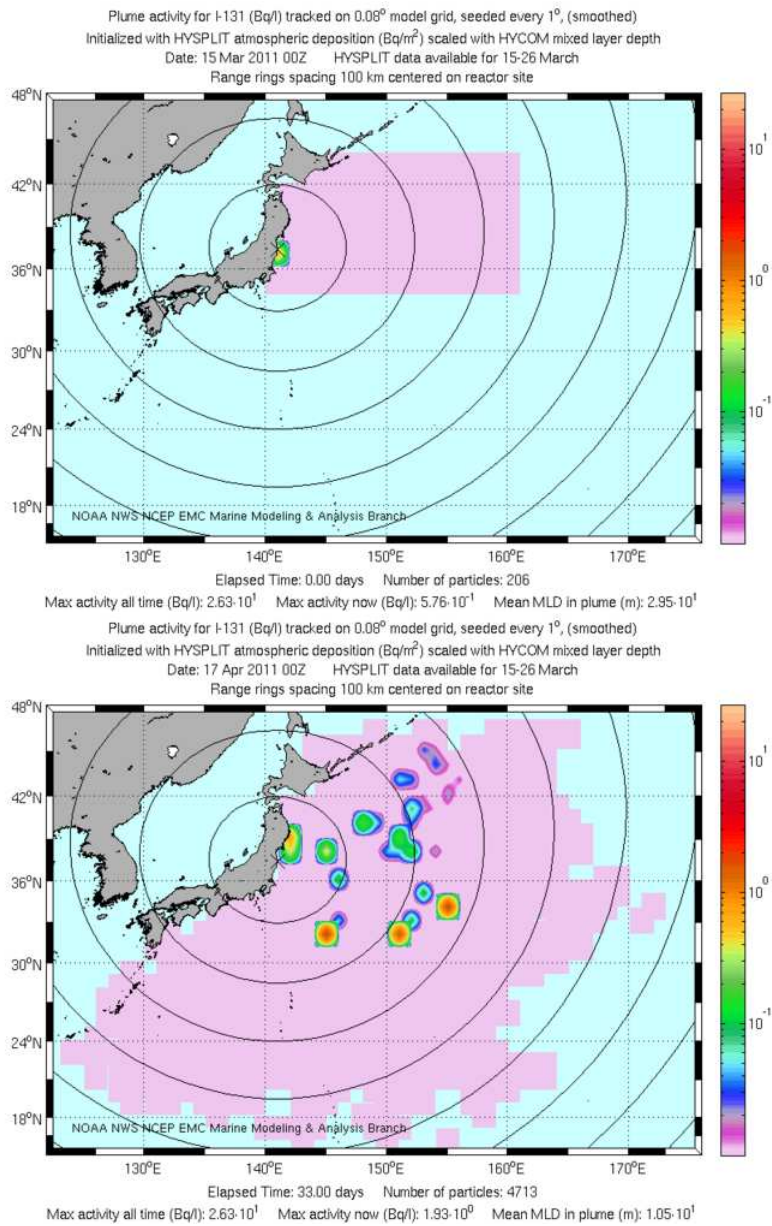 Plume activity for I-131 (Bq/l) tracked on 0.08° model grid, seeded every 1°, (smoothed)
Initialized with HYSPLIT atmospheric deposition (Bq/m²) scaled with HYCOM mixed layer depth
Date: 15 Mar 2011 00Z HYSPLIT data available for 15-26 March
Range rings spacing 100 km centered on reactor site
48°N
42°N
36°N
30°N
24°N
18°N
10¹
10⁰
10⁻¹
NOAA NWS NCEP EMC Marine Modeling & Analysis Branch
130°E 140°E 150°E 160°E 170°E
Elapsed Time: 0.00 days Number of particles: 206
Max activity all time (Bq/l): 2.63·10¹ Max activity now (Bq/l): 5.76·10⁻¹ Mean MLD in plume (m): 2.95·10¹
Plume activity for I-131 (Bq/l) tracked on 0.08° model grid, seeded every 1°, (smoothed)
Initialized with HYSPLIT atmospheric deposition (Bq/m²) scaled with HYCOM mixed layer depth
Date: 17 Apr 2011 00Z HYSPLIT data available for 15-26 March
Range rings spacing 100 km centered on reactor site
48°N
42°N
36°N
30°N
24°N
18°N
10¹
10⁰
10⁻¹
NOAA NWS NCEP EMC Marine Modeling & Analysis Branch
130°E 140°E 150°E 160°E 170°E
Elapsed Time: 33.00 days Number of particles: 4713
Max activity all time (Bq/l): 2.63·10¹ Max activity now (Bq/l): 1.93·10⁰ Mean MLD in plume (m): 1.05·10¹